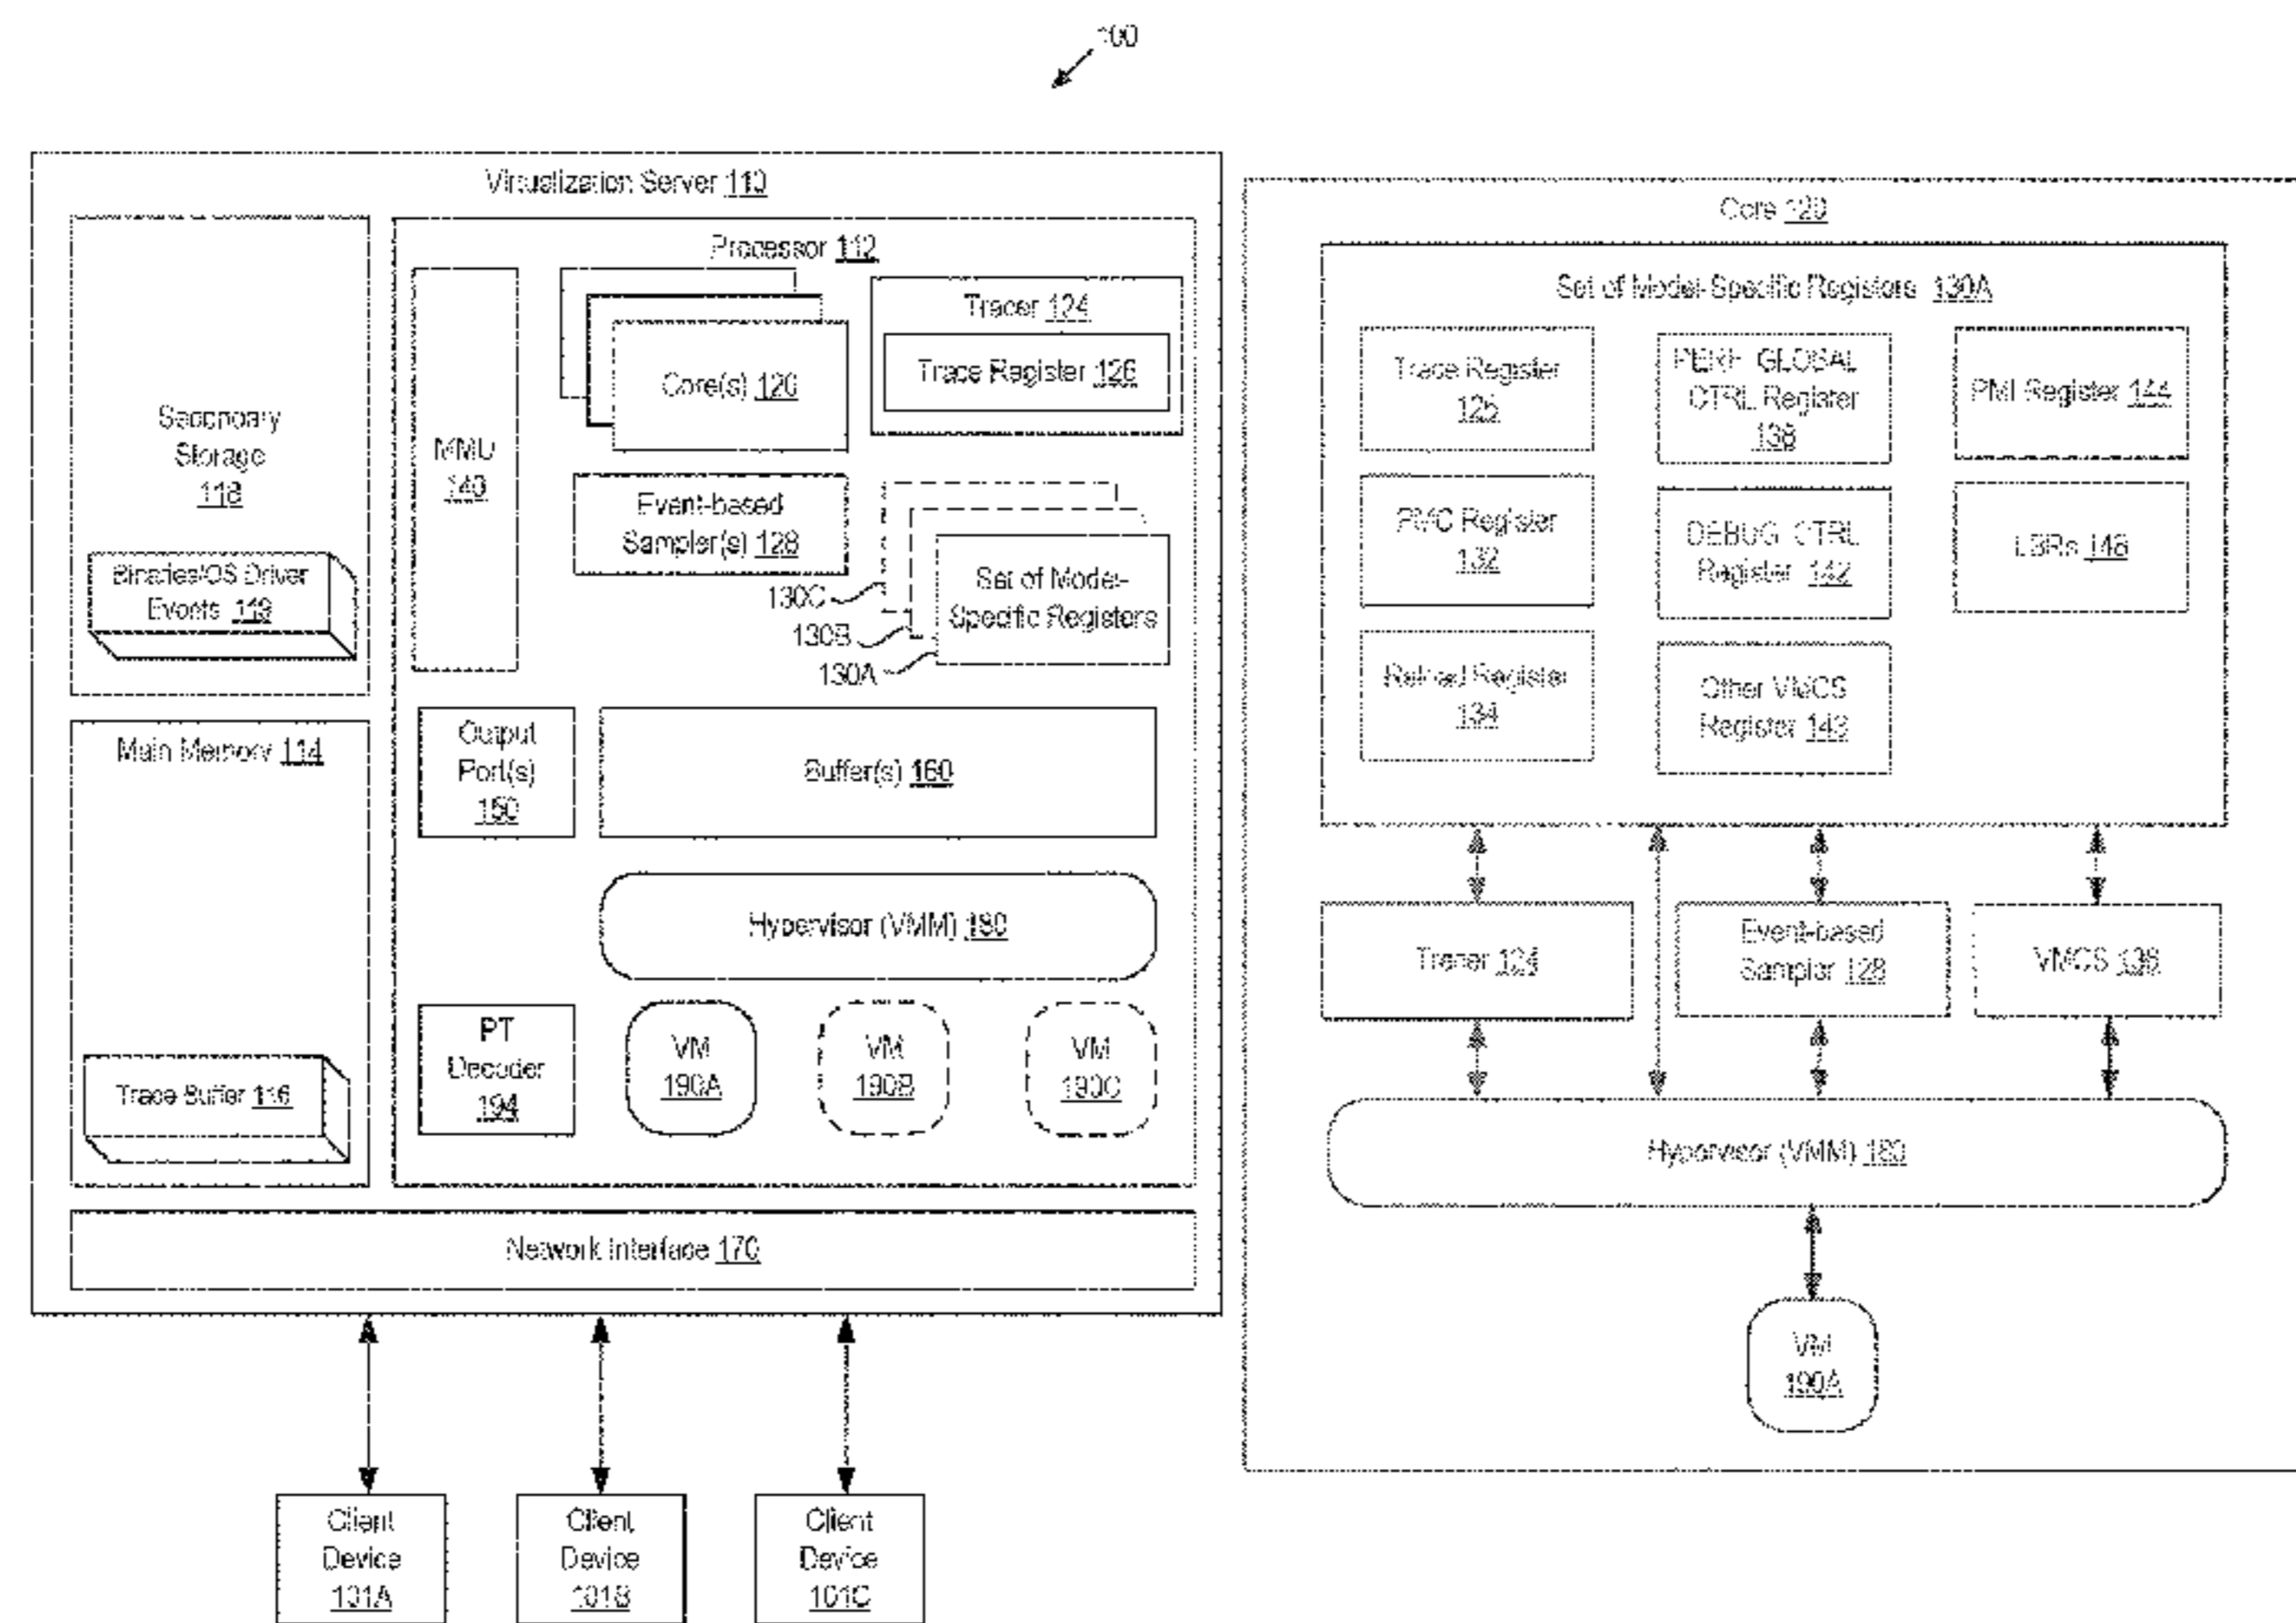 100
Virtualization Server 110
Secondary
Storage
118
Binaries/OS Driver
Events 119
Main Memory 114
Trace Buffer 116
Processor 112
MMU
140
Core(s) 120
Tracer 124
Trace Register 126
Event-based
Sampler(s) 128
130C
130B
130A
Set of Model-
Specific Registers
Output
Port(s)
150
Buffer(s) 160
Hypervisor (VMM) 180
PT
Decoder
194
VM
190A
VM
190B
VM
190C
Network Interface 170
Client
Device
101A
Client
Device
101B
Client
Device
101C
Core 120
Set of Model-Specific Registers 130A
Trace Register
PERF_GLOBAL
CTRL Register
PMI Register 144
PMC Register
132
DEBUG_CTRL
Register 142
LBRs
Reload Register
134
Other VMCS
Register 143
Tracer 124
Event-based
Sampler 128
VMCS
Hypervisor (VMM) 180
VM
190A